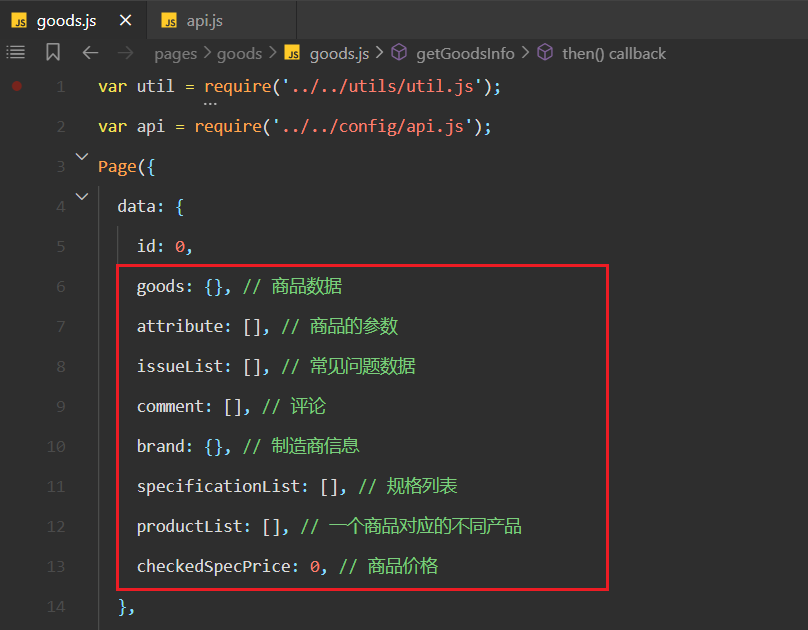 JS goods.js × JS api.js
pages > goods > JS goods.js > getGoodsInfo > then() callback
1 var util = require('../../utils/util.js');
2 var api = require('../../config/api.js');
3 Page({
4 data: {
5 id: 0,
6 goods: {}, // 商品数据
7 attribute: [], // 商品的参数
8 issueList: [], // 常见问题数据
9 comment: [], // 评论
10 brand: {}, // 制造商信息
11 specificationList: [], // 规格列表
12 productList: [], // 一个商品对应的不同产品
13 checkedSpecPrice: 0, // 商品价格
14 },